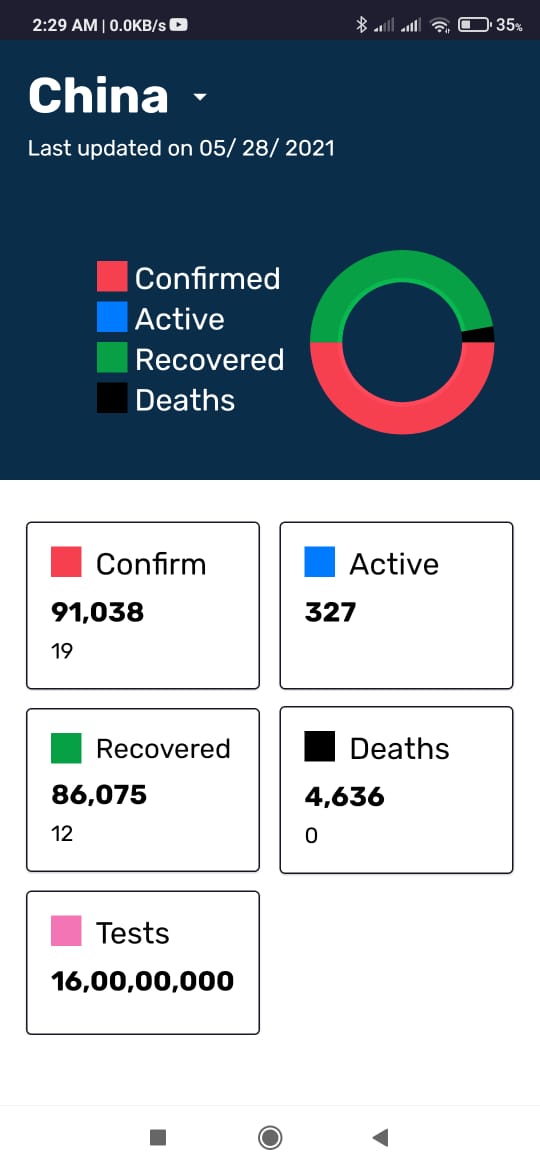 2:29 AM | 0.0KB/s 35%
China
Last updated on 05/ 28/ 2021
Confirmed
Active
Recovered
Deaths
Confirm
91,038
19
Active
327
Recovered
86,075
12
Deaths
4,636
0
Tests
16,00,00,000